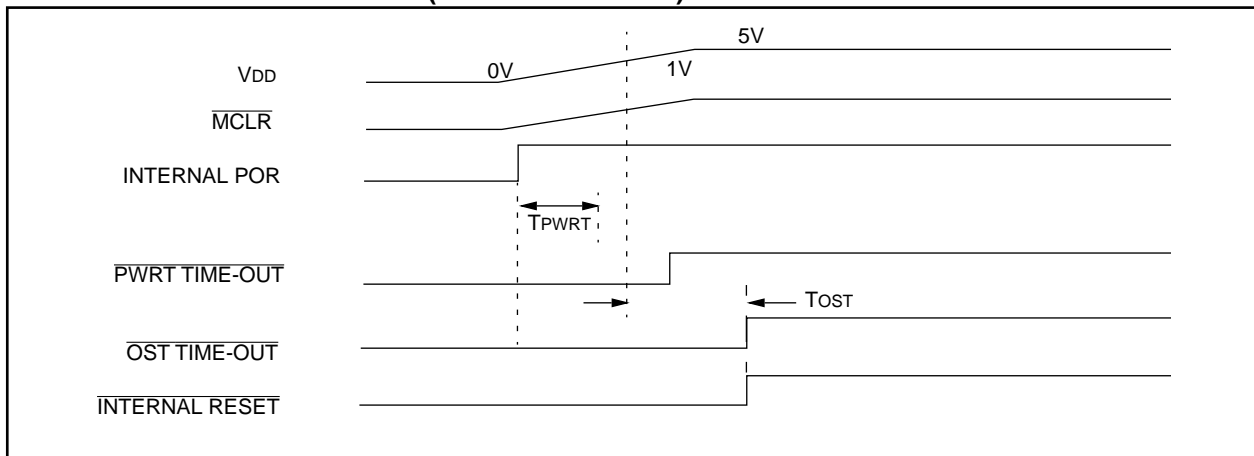 5V
VDD 0V 1V
MCLR
INTERNAL POR
TPWRT
PWRT TIME-OUT
TOST
OST TIME-OUT
INTERNAL RESET